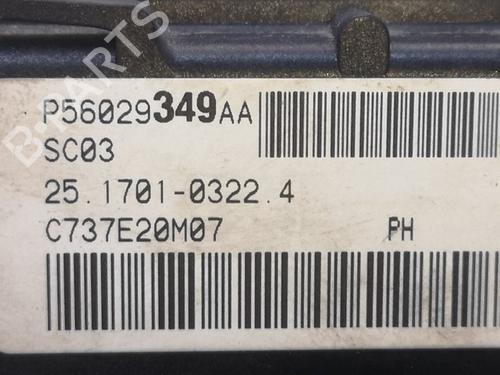 P56029349AA
SC03
25.1701-0322.4
C737E20M07 PH
B-PARTS